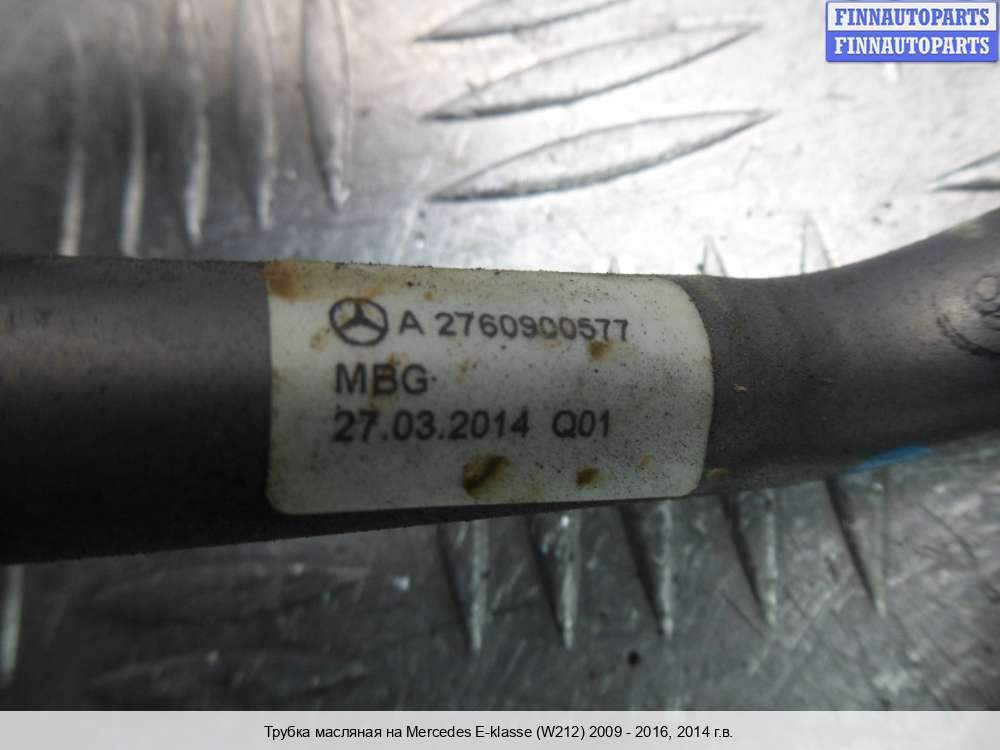 FINNAUTOPARTS
FINNAUTOPARTS
A 2760900577
MBG
27.03.2014 Q01
Трубка масляная на Mercedes E-klasse (W212) 2009 - 2016, 2014 г.в.